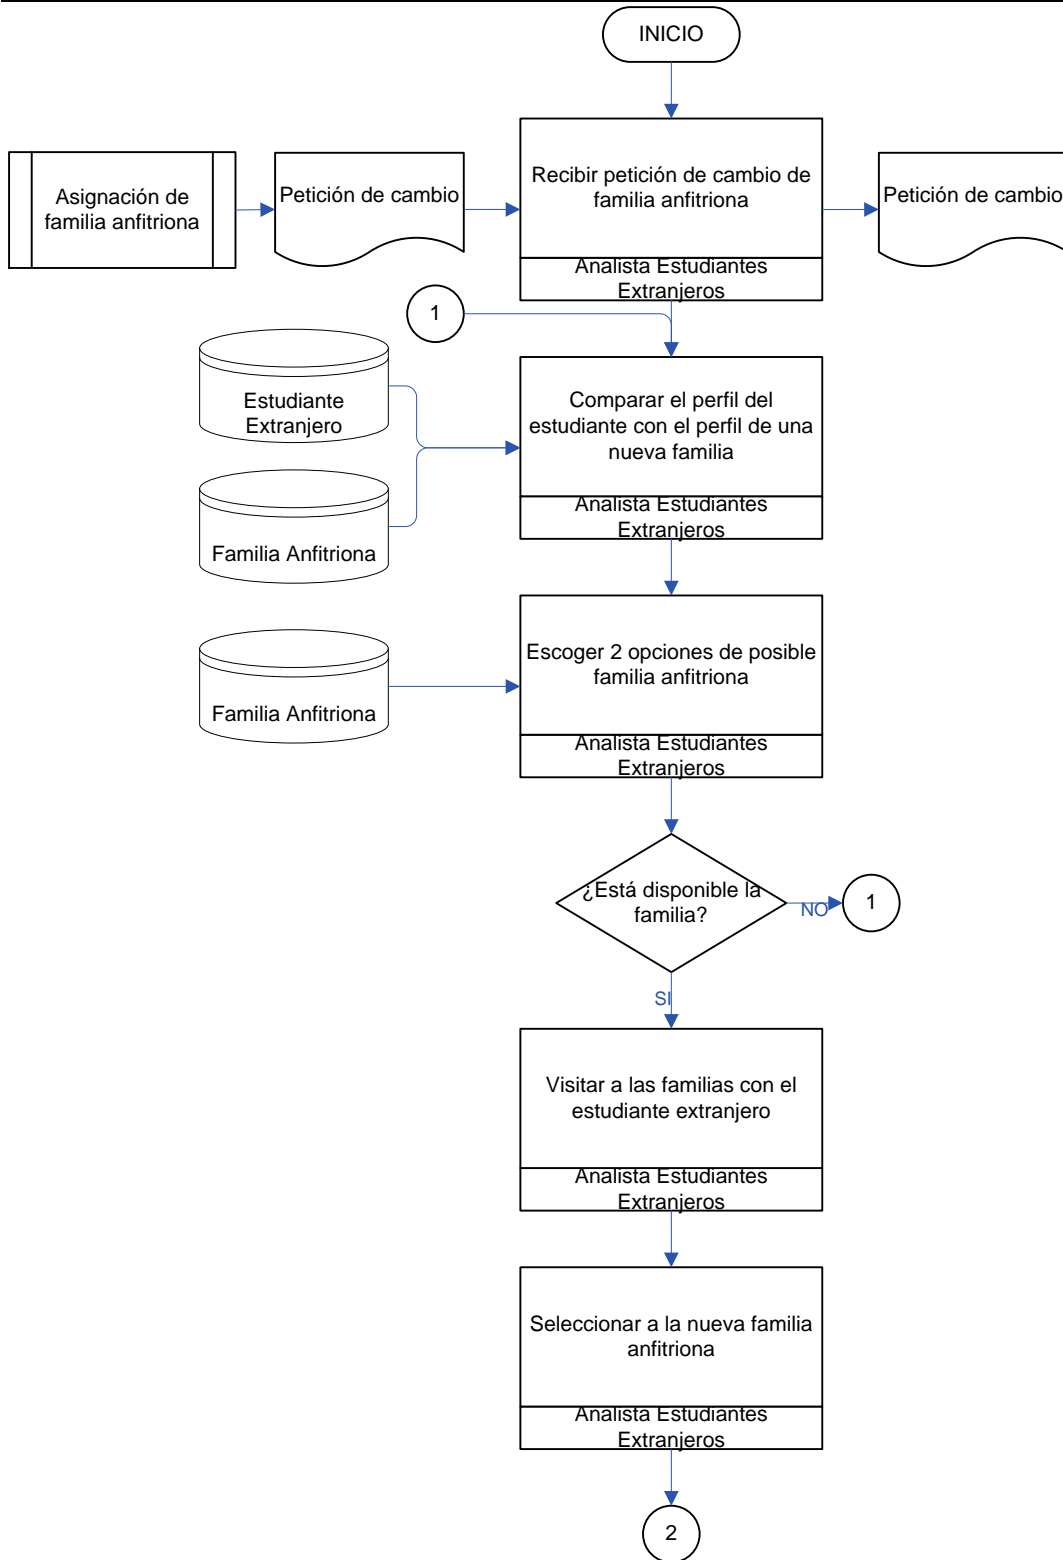 INICIO
Asignación de
familia anfitriona
Petición de cambio
Recibir petición de cambio de
familia anfitriona
Analista Estudiantes
Extranjeros
Petición de cambio
1
Estudiante
Extranjero
Familia Anfitriona
Comparar el perfil del
estudiante con el perfil de una
nueva familia
Analista Estudiantes
Extranjeros
Familia Anfitriona
Escoger 2 opciones de posible
familia anfitriona
Analista Estudiantes
Extranjeros
¿Está disponible la
familia?
NO
1
SI
Visitar a las familias con el
estudiante extranjero
Analista Estudiantes
Extranjeros
Seleccionar a la nueva familia
anfitriona
Analista Estudiantes
Extranjeros
2